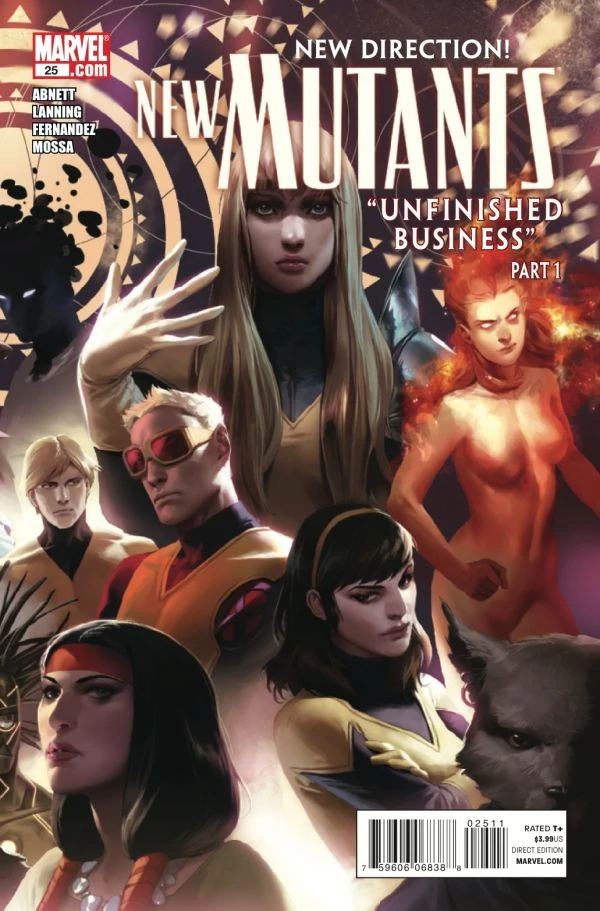 MARVEL
25 .com
ABNETT
LANNING
FERNANDEZ
MOSSA
NEW DIRECTION!
NEW MUTANTS
"UNFINISHED
BUSINESS"
PART 1
02511
7 59606 06838 8
RATED T+
$3.99US
DIRECT EDITION
MARVEL.COM